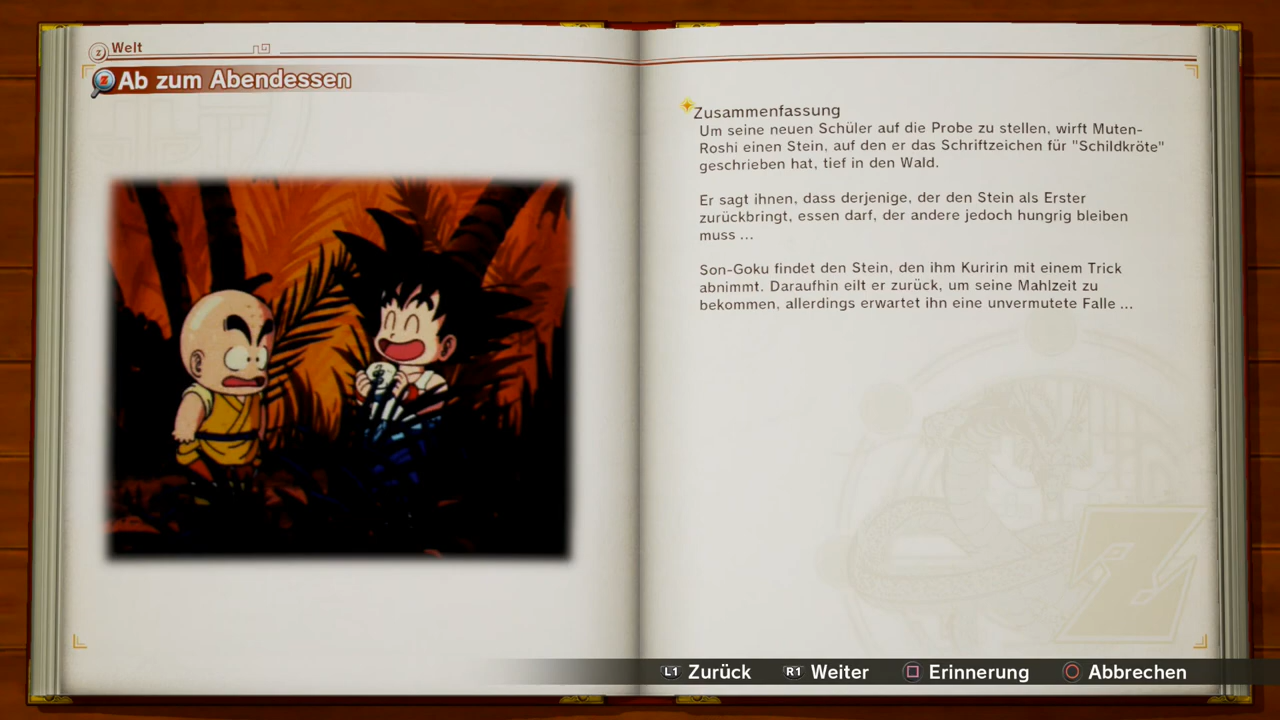 Welt
Ab zum Abendessen
Zusammenfassung
Um seine neuen Schüler auf die Probe zu stellen, wirft Muten-
Roshi einen Stein, auf den er das Schriftzeichen für "Schildkröte"
geschrieben hat, tief in den Wald.
Er sagt ihnen, dass derjenige, der den Stein als Erster
zurückbringt, essen darf, der andere jedoch hungrig bleiben
muss ...
Son-Goku findet den Stein, den ihm Kuririn mit einem Trick
abnimmt. Daraufhin eilt er zurück, um seine Mahlzeit zu
bekommen, allerdings erwartet ihn eine unvermutete Falle ...
L1 Zurück R1 Weiter Erinnerung Abbrechen